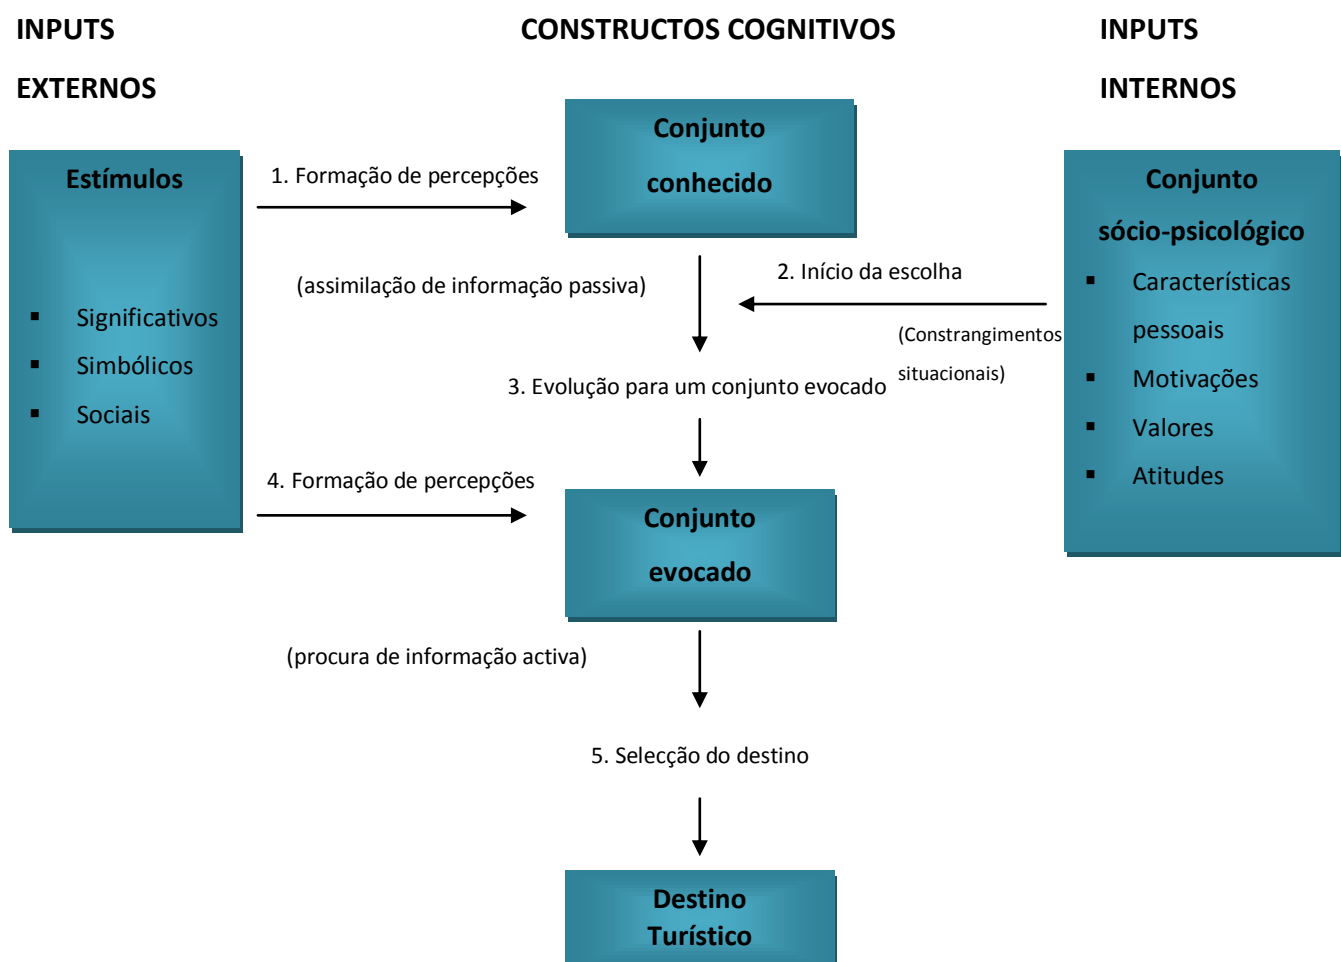 INPUTS
EXTERNOS
CONSTRUCTOS COGNITIVOS
INPUTS
INTERNOS
Estímulos
▪ Significativos
▪ Simbólicos
▪ Sociais
1. Formação de percepções
(assimilação de informação passiva)
Conjunto
conhecido
2. Início da escolha
(Constrangimentos
situacionais)
Conjunto
sócio-psicológico
▪ Características
pessoais
▪ Motivações
▪ Valores
▪ Atitudes
3. Evolução para um conjunto evocado
4. Formação de percepções
Conjunto
evocado
(procura de informação activa)
5. Selecção do destino
Destino
Turístico